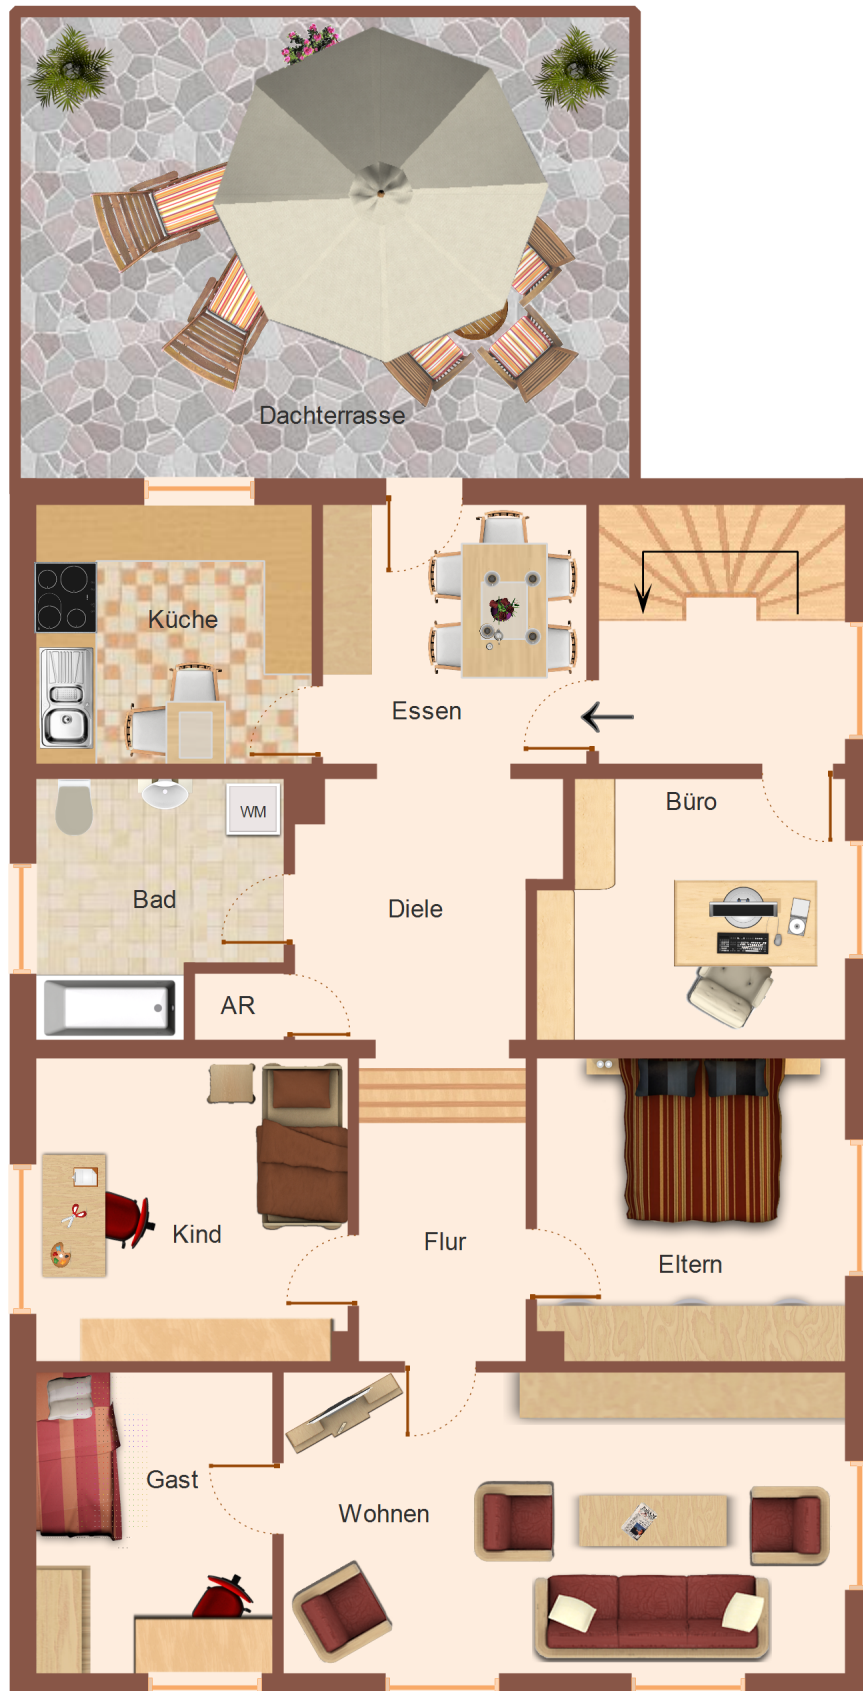 Dachterrasse
Küche
Essen
Büro
WM
Bad
Diele
AR
Kind
Flur
Eltern
Gast
Wohnen